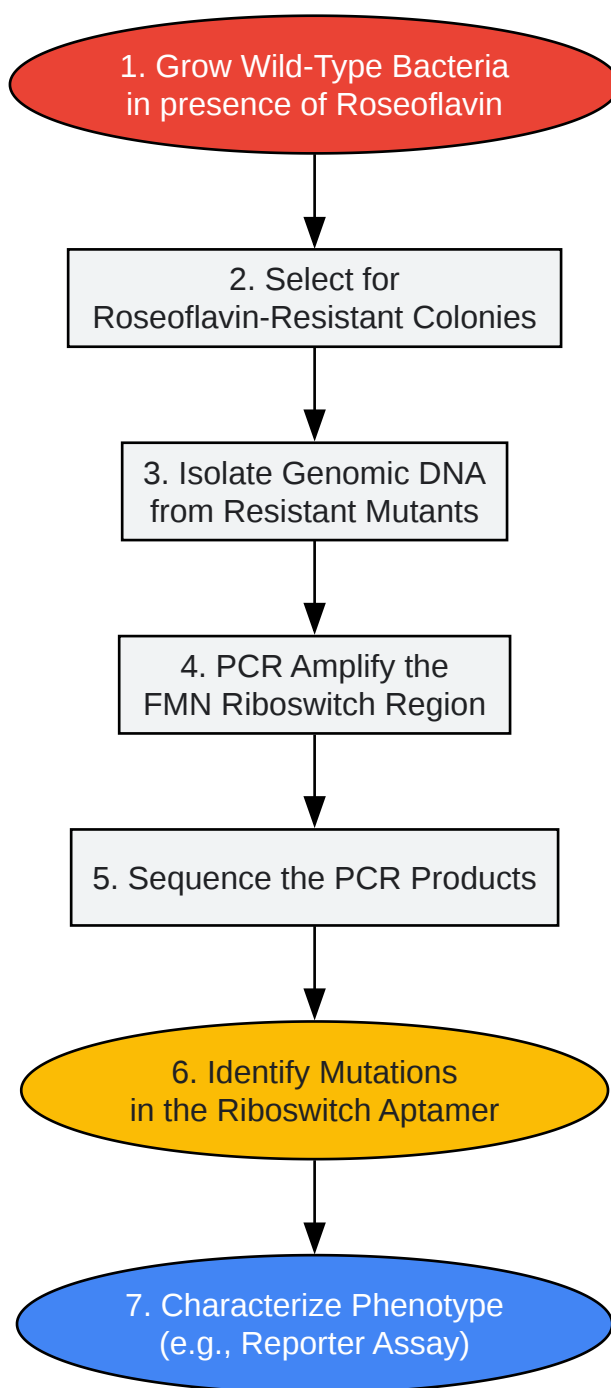 1. Grow Wild-Type Bacteria
in presence of Roseoflavin
2. Select for
Roseoflavin-Resistant Colonies
3. Isolate Genomic DNA
from Resistant Mutants
4. PCR Amplify the
FMN Riboswitch Region
5. Sequence the PCR Products
6. Identify Mutations
in the Riboswitch Aptamer
7. Characterize Phenotype
(e.g., Reporter Assay)